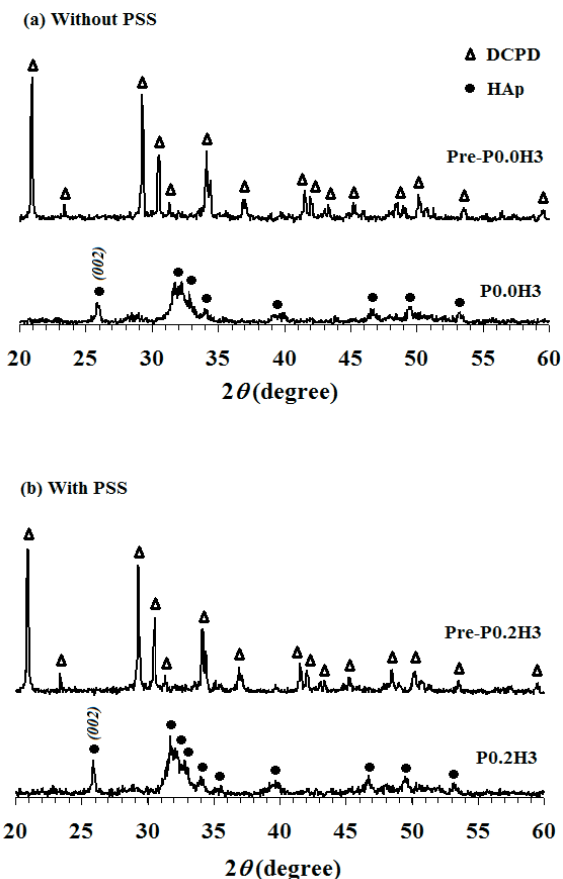 (a) Without PSS
DCPD
HAp
Pre-P0.0H3
(002)
P0.0H3
20 25 30 35 40 45 50 55 60
2θ (degree)
(b) With PSS
Pre-P0.2H3
(002)
P0.2H3
20 25 30 35 40 45 50 55 60
2θ (degree)